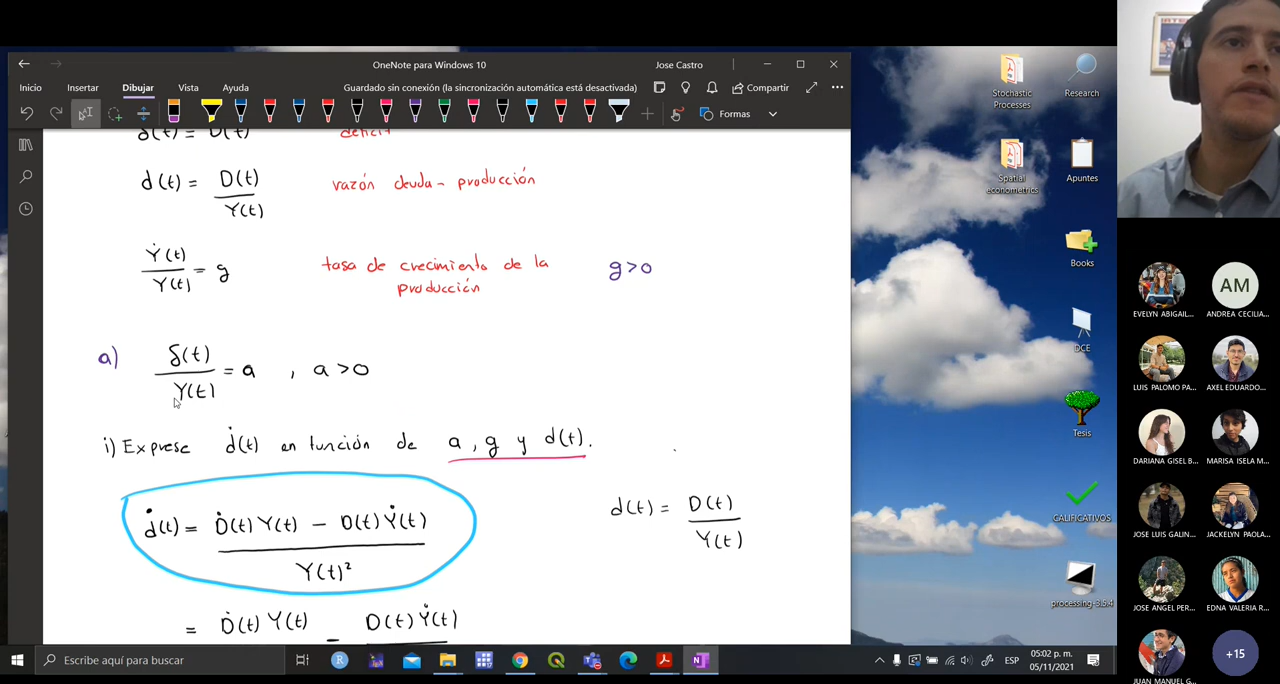 OneNote para Windows 10
Jose Castro
Inicio
Insertar
Dibujar
Vista
Ayuda
Guardado sin conexión (la sincronización automática está desactivada)
Compartir
Formas
δ(t) = Ḋ(t) déficit
d(t) = D(t)/Y(t) razón deuda - producción
Ẏ(t)/Y(t) = g tasa de crecimiento de la producción g>0
a) δ(t)/Y(t) = a , a>0
i) Exprese ḋ(t) en función de a, g y d(t).
ḋ(t) = Ḋ(t)Y(t) − D(t)Ẏ(t) / Y(t)²
d(t) = D(t)/Y(t)
= Ḋ(t)Y(t) − D(t)Ẏ(t)
Stochastic Processes
Research
Spatial econometrics
Apuntes
Books
DCE
Tesis
CALIFICATIVOS
processing-3.5.4
EVELYN ABIGAIL...
AM
ANDREA CECILIA...
LUIS PALOMO PA...
AXEL EDUARDO...
DARIANA GISEL B...
MARISA ISELA M...
JOSE LUIS GALIN...
JACKELYN PAOLA...
JOSE ANGEL PER...
EDNA VALERIA R...
JUAN MANUEL G...
+15
Escribe aquí para buscar
ESP
05:02 p. m.
05/11/2021